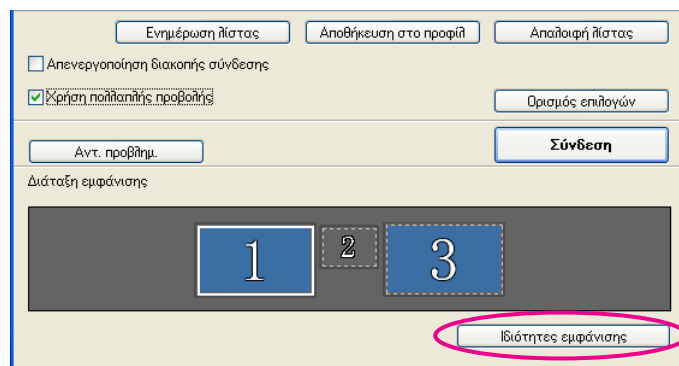 Ενημέρωση λίστας Αποθήκευση στο προφίλ Απαλοιφή λίστας
Απενεργοποίηση διακοπής σύνδεσης
Χρήση πολλαπλής προβολής Ορισμός επιλογών
Αντ. προβλημ. Σύνδεση
Διάταξη εμφάνισης
1 2 3
Ιδιότητες εμφάνισης